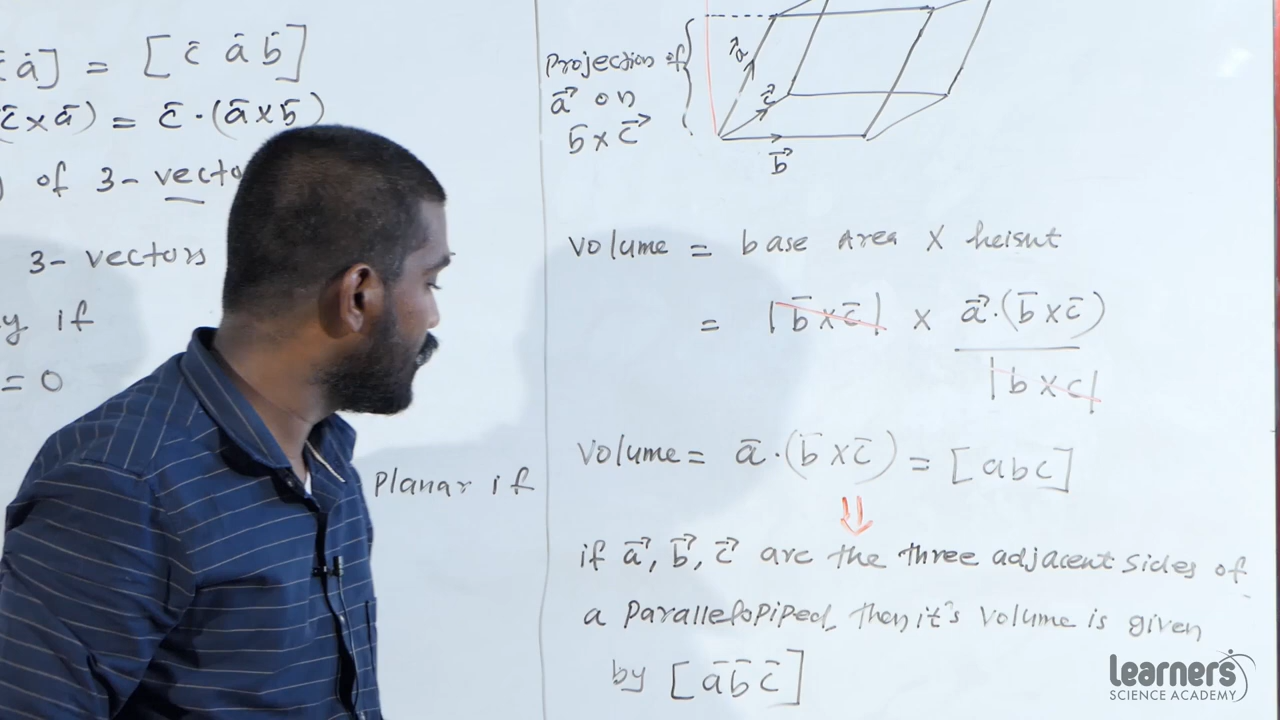 ā] = [c̄ ā b̄]
c̄ x ā) = c̄ · (ā x b̄)
of 3- vecto
3- vectors
y if
= 0
Planar if
Projection of
a⃗ on
b̄ x c⃗
a⃗
c⃗
b⃗
volume = base Area X heisnt
= |b̄ x c̄| x a⃗·(b̄ x c̄)
|b x c|
volume = ā · (b̄ x c̄) = [abc]
⇓
if a⃗, b⃗, c⃗ are the three adjacent sides of
a parallelopiped, then it's volume is given
by [ā b̄ c̄]
Learners
SCIENCE ACADEMY